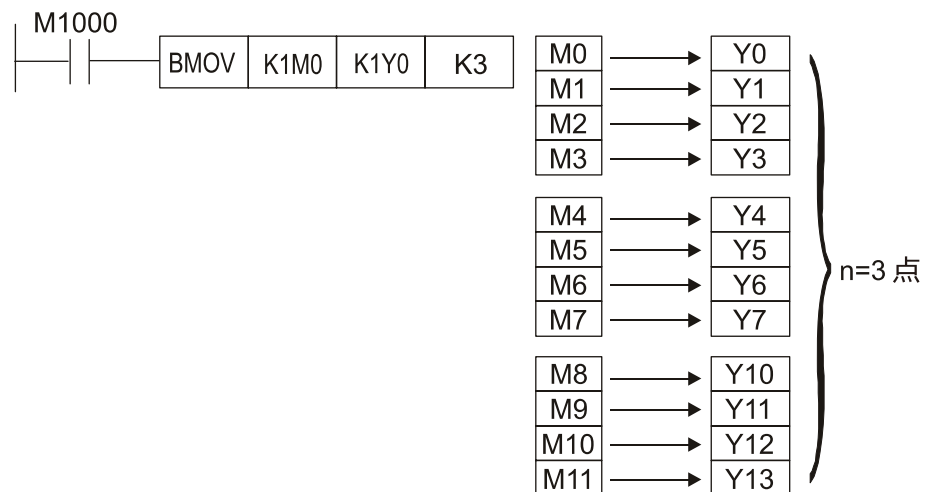 M1000
BMOV K1M0 K1Y0 K3
M0 Y0
M1 Y1
M2 Y2
M3 Y3
M4 Y4
M5 Y5
M6 Y6
M7 Y7
n=3 点
M8 Y10
M9 Y11
M10 Y12
M11 Y13